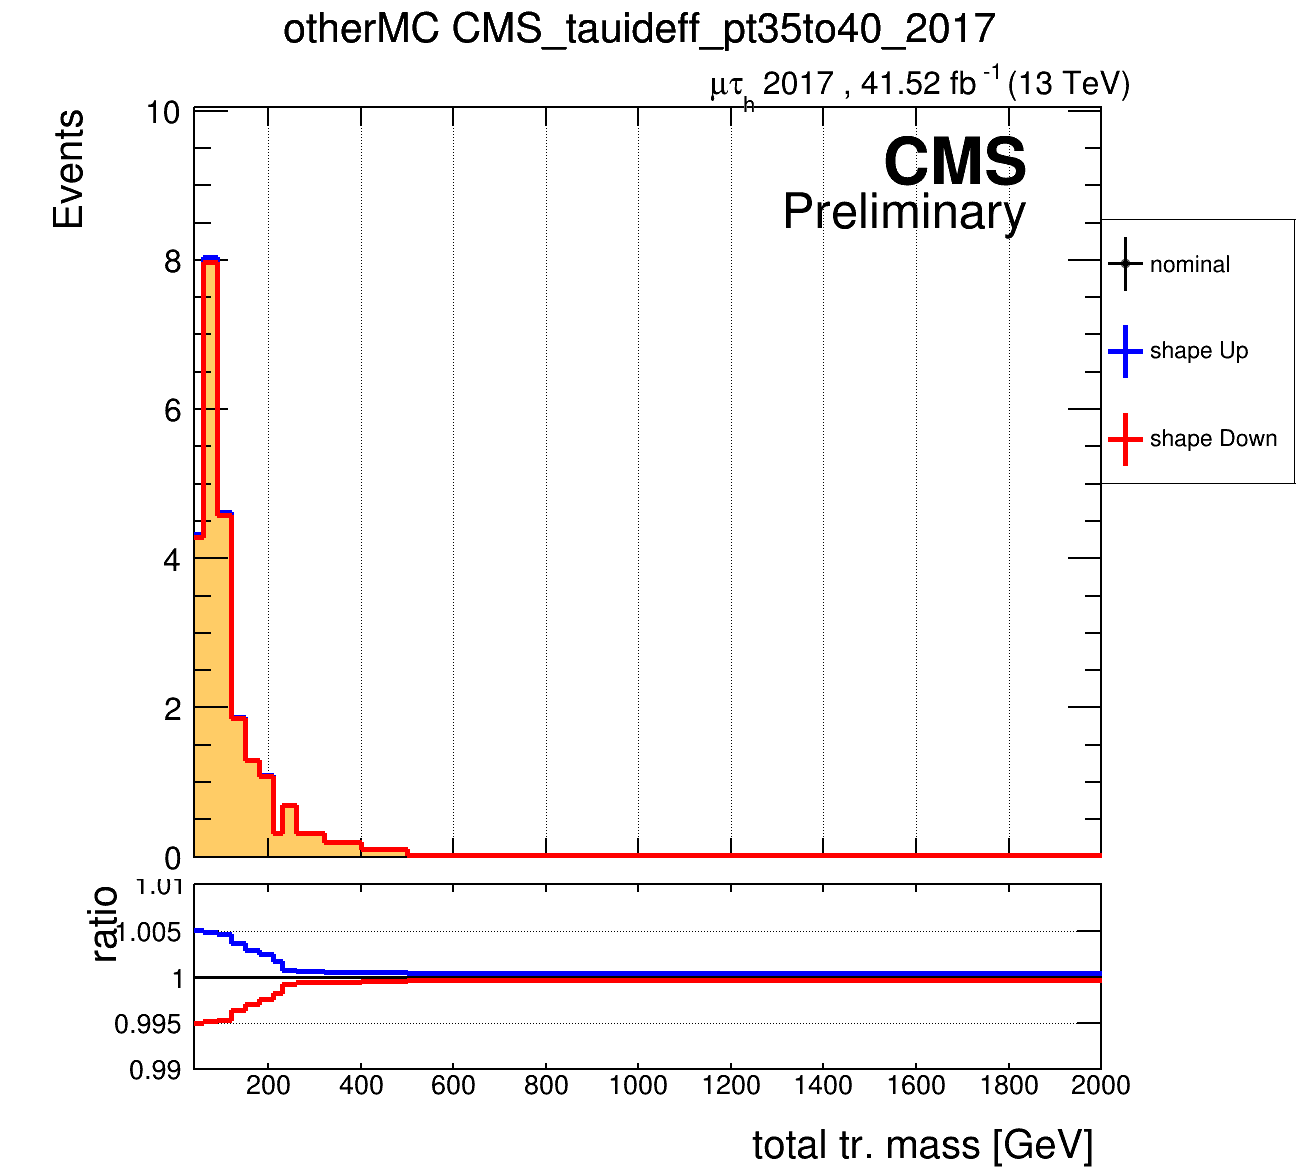 otherMC CMS_tauideff_pt35to40_2017
μτh 2017 , 41.52 fb-1 (13 TeV)
Events
10
8
6
4
2
0
CMS
Preliminary
nominal
shape Up
shape Down
ratio
1.01
1.005
1
0.995
0.99
200 400 600 800 1000 1200 1400 1600 1800 2000
total tr. mass [GeV]